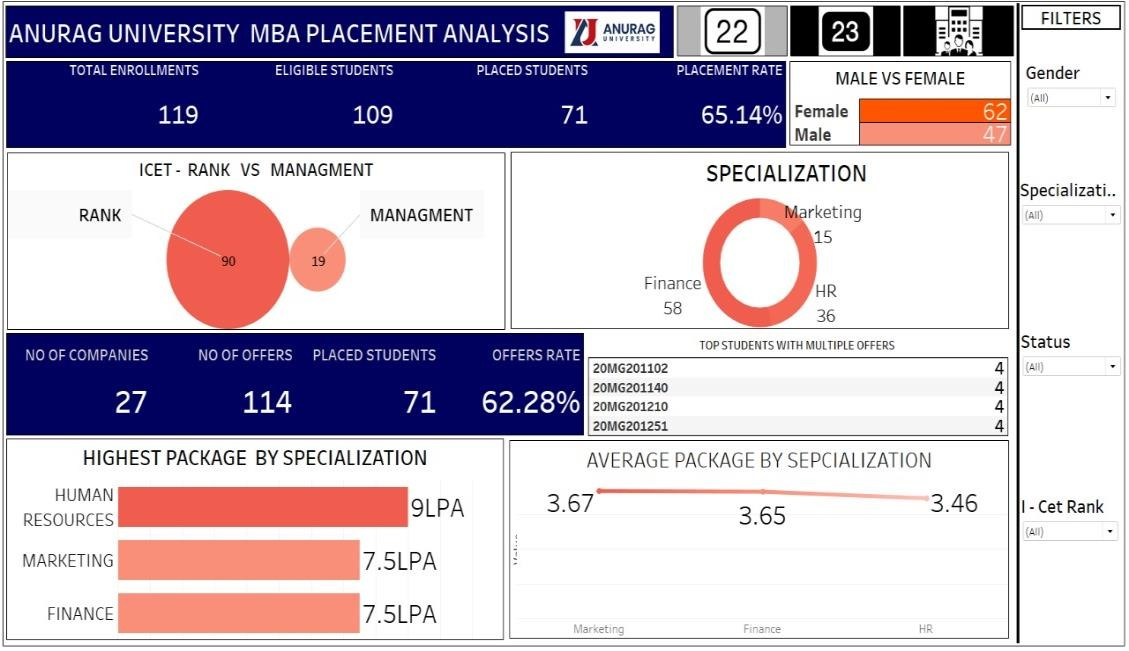 ANURAG UNIVERSITY MBA PLACEMENT ANALYSIS
ANURAG
UNIVERSITY
22
23
FILTERS
TOTAL ENROLLMENTS
119
ELIGIBLE STUDENTS
109
PLACED STUDENTS
71
PLACEMENT RATE
65.14%
MALE VS FEMALE
Female 62
Male 47
Gender
(All)
ICET - RANK VS MANAGMENT
RANK
90
MANAGMENT
19
SPECIALIZATION
Marketing
15
Finance
58
HR
36
Specializati..
(All)
NO OF COMPANIES
27
NO OF OFFERS
114
PLACED STUDENTS
71
OFFERS RATE
62.28%
TOP STUDENTS WITH MULTIPLE OFFERS
20MG201102 4
20MG201140 4
20MG201210 4
20MG201251 4
Status
(All)
HIGHEST PACKAGE BY SPECIALIZATION
HUMAN
RESOURCES
9LPA
MARKETING 7.5LPA
FINANCE 7.5LPA
AVERAGE PACKAGE BY SEPCIALIZATION
3.67
3.65
3.46
Marketing
Finance
HR
I - Cet Rank
(All)